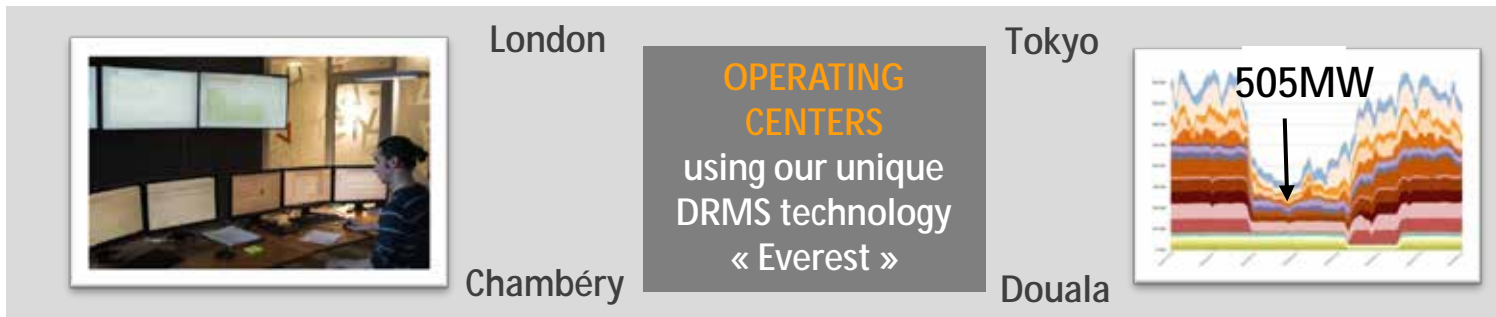 London
Chambéry
OPERATING
CENTERS
using our unique
DRMS technology
« Everest »
Tokyo
Douala
505MW